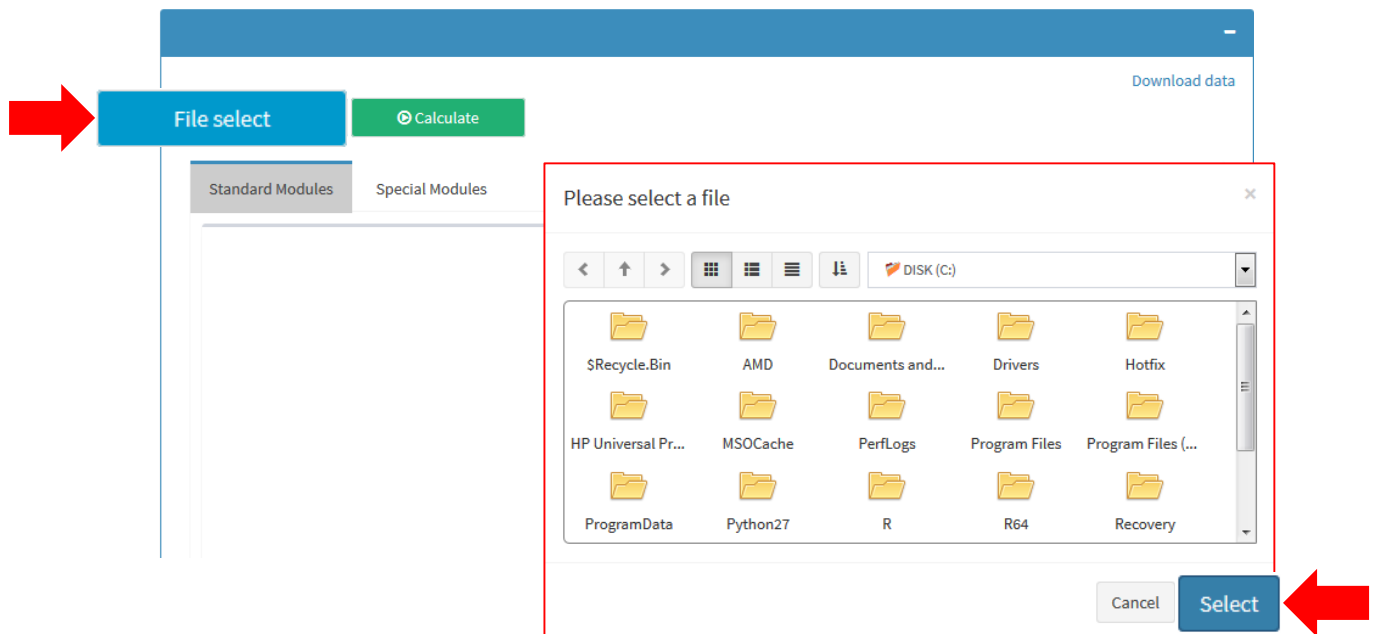 Download data
File select
Calculate
Standard Modules Special Modules
Please select a file
DISK (C:)
$Recycle.Bin AMD Documents and... Drivers Hotfix
HP Universal Pr... MSOCache PerfLogs Program Files Program Files (...
ProgramData Python27 R R64 Recovery
Cancel Select